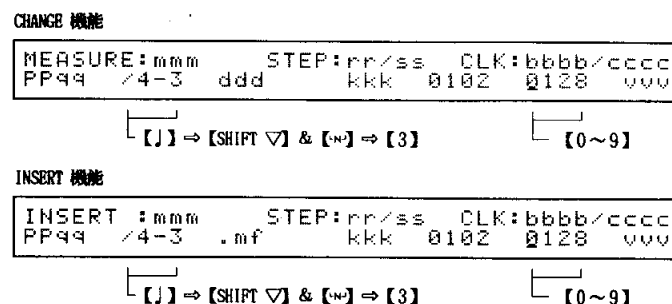 CHANGE 機能
MEASURE:mmm STEP:rr/ss CLK:bbbb/cccc
PPqq /4-3 ddd kkk 0102 0128 vvv
【♩】⇒【SHIFT ▽】&【N】⇒【3】 【0～9】
INSERT 機能
INSERT :mmm STEP:rr/ss CLK:bbbb/cccc
PPqq /4-3 .mf kkk 0102 0128 vvv
【♩】⇒【SHIFT ▽】&【N】⇒【3】 【0～9】